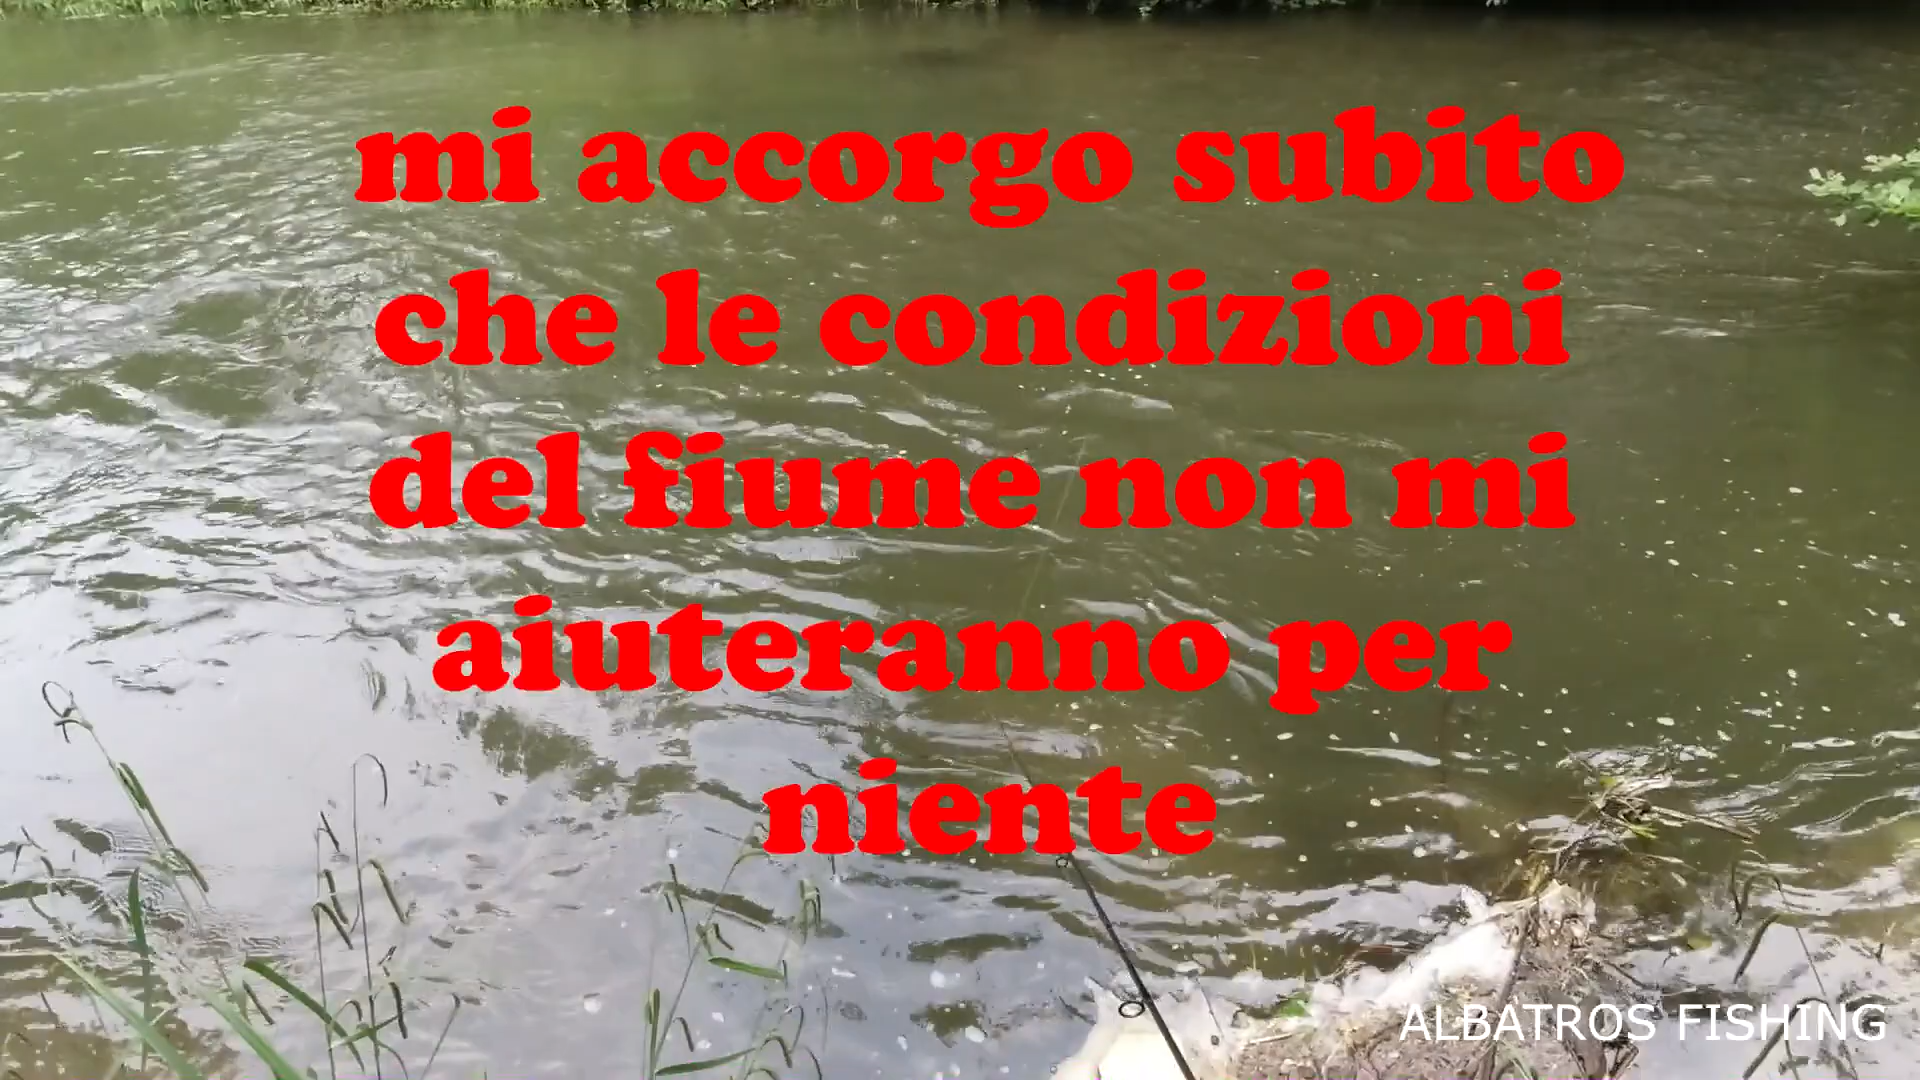 mi accorgo subito
che le condizioni
del fiume non mi
aiuteranno per
niente
ALBATROS FISHING